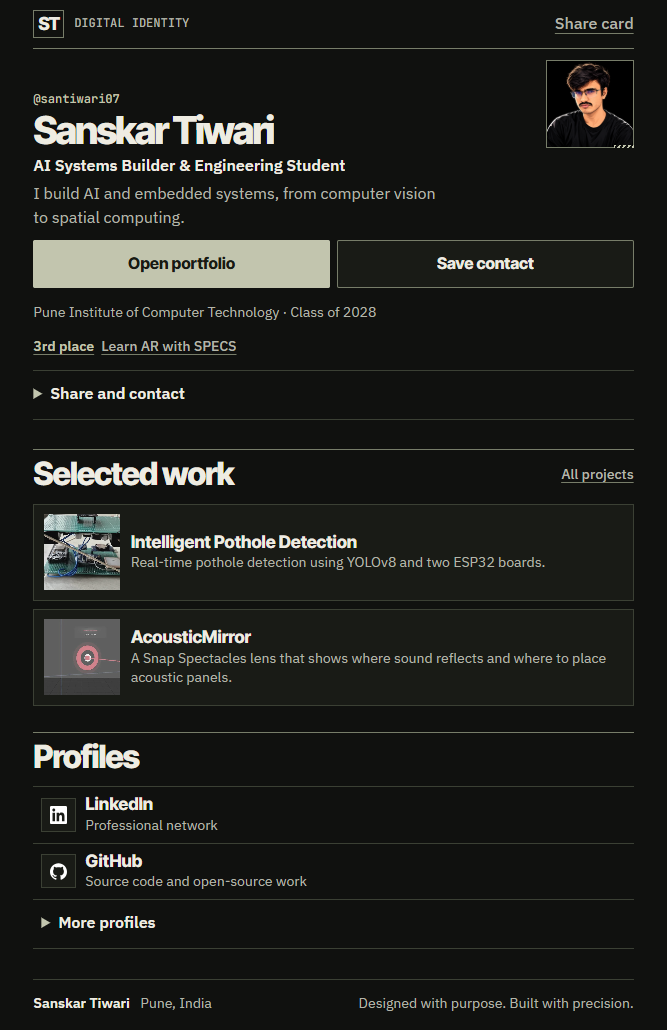 ST DIGITAL IDENTITY Share card
@santiwari07
Sanskar Tiwari
AI Systems Builder & Engineering Student
I build AI and embedded systems, from computer vision
to spatial computing.
Open portfolio Save contact
Pune Institute of Computer Technology · Class of 2028
3rd place Learn AR with SPECS
Share and contact
Selected work All projects
Intelligent Pothole Detection
Real-time pothole detection using YOLOv8 and two ESP32 boards.
AcousticMirror
A Snap Spectacles lens that shows where sound reflects and where to place
acoustic panels.
Profiles
in LinkedIn
Professional network
GitHub
Source code and open-source work
More profiles
Sanskar Tiwari Pune, India Designed with purpose. Built with precision.